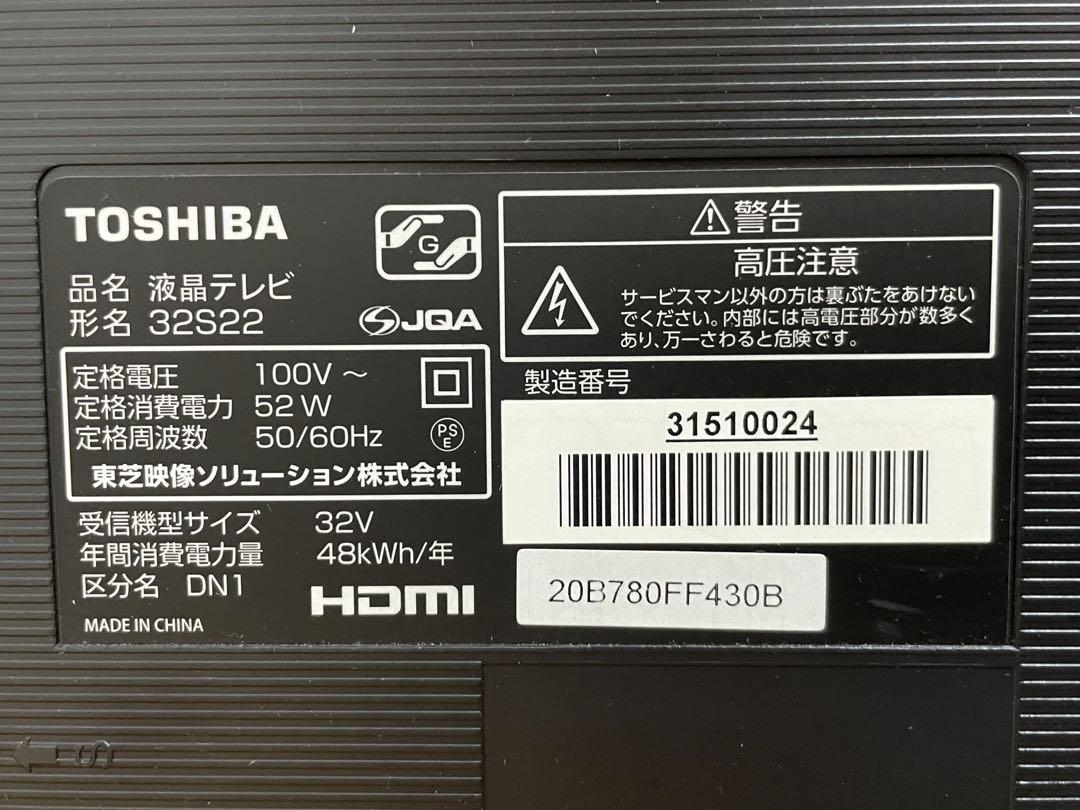 TOSHIBA
G
品名 液晶テレビ
形名 32S22
JQA
定格電圧 100V ～
定格消費電力 52W
定格周波数 50/60Hz
PS
E
東芝映像ソリューション株式会社
受信機型サイズ 32V
年間消費電力量 48kWh/年
区分名 DN1
HDMI
MADE IN CHINA
警告
高圧注意
サービスマン以外の方は裏ぶたをあけない
でください。内部には高電圧部分が数多く
あり、万一さわると危険です。
製造番号
31510024
20B780FF430B
S